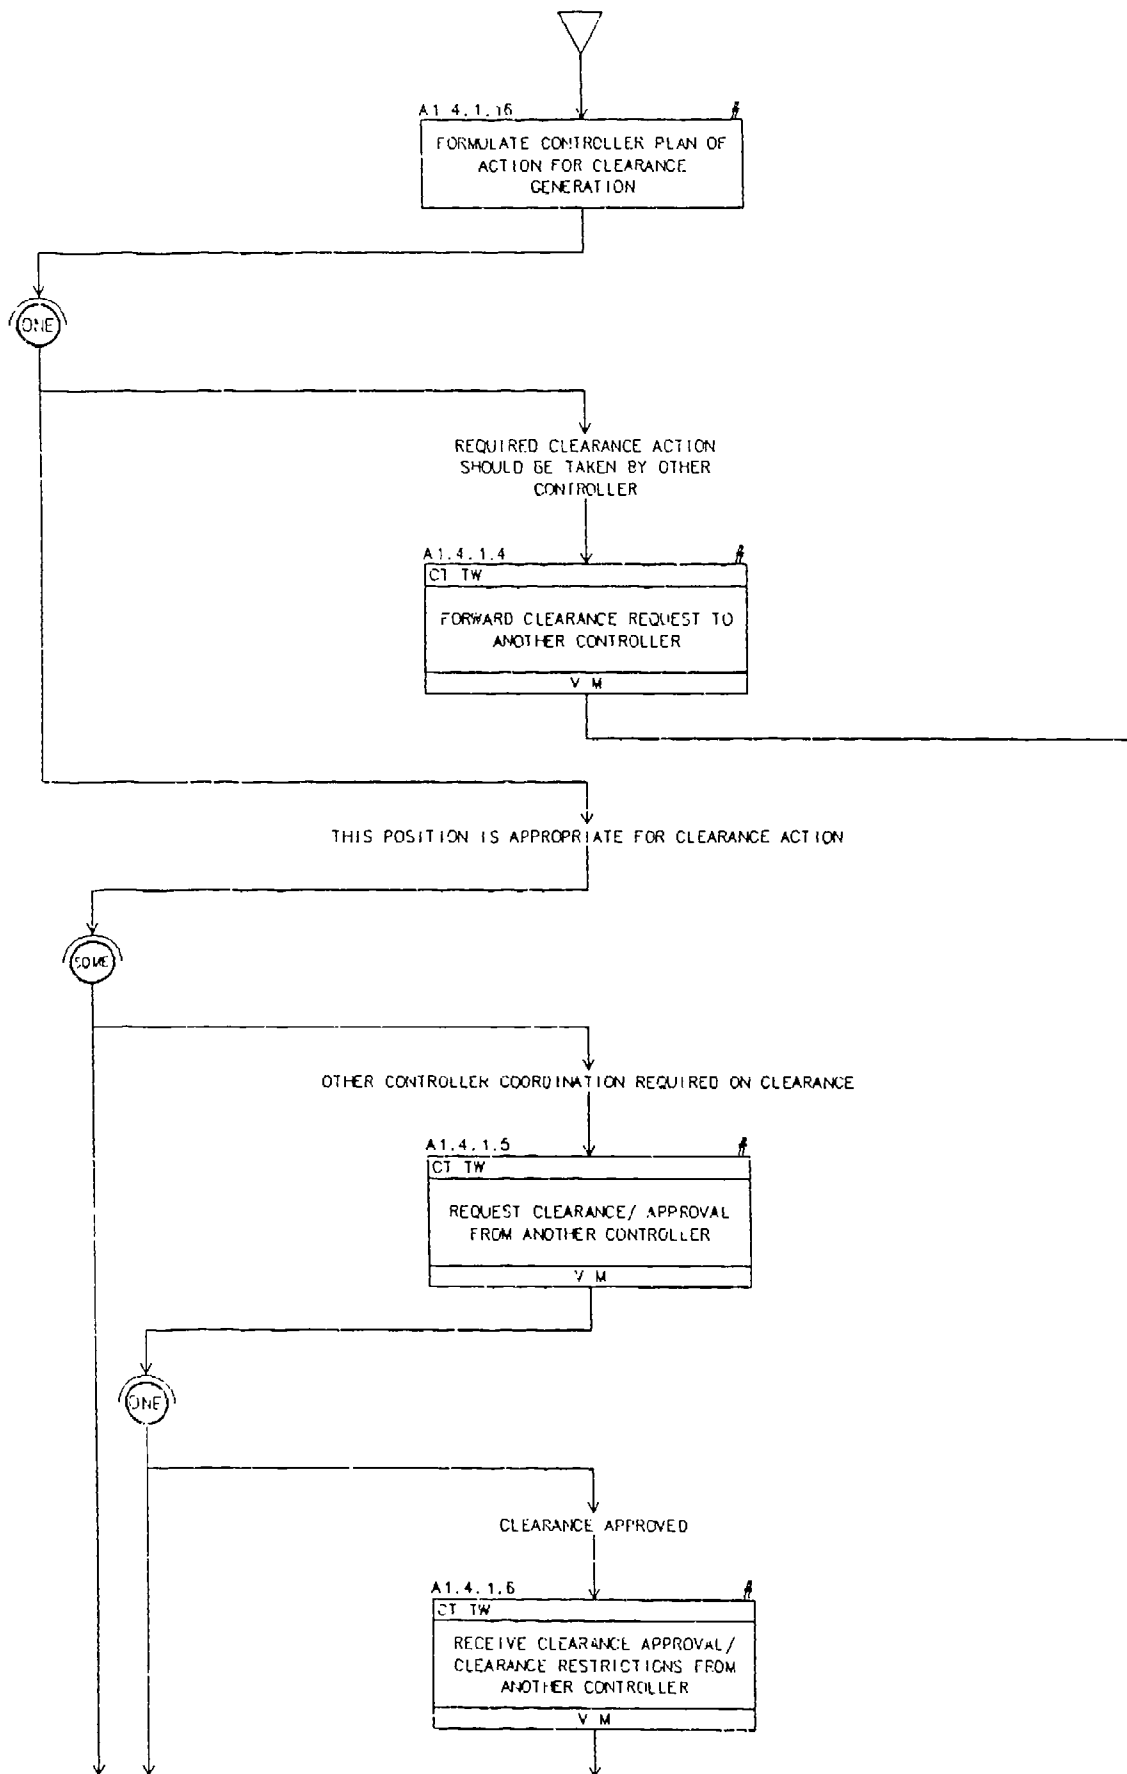 A1.4.1.16
FORMULATE CONTROLLER PLAN OF
ACTION FOR CLEARANCE
GENERATION
ONE
REQUIRED CLEARANCE ACTION
SHOULD BE TAKEN BY OTHER
CONTROLLER
A1.4.1.4
CT TW
FORWARD CLEARANCE REQUEST TO
ANOTHER CONTROLLER
V M
THIS POSITION IS APPROPRIATE FOR CLEARANCE ACTION
SOME
OTHER CONTROLLER COORDINATION REQUIRED ON CLEARANCE
A1.4.1.5
CT TW
REQUEST CLEARANCE/ APPROVAL
FROM ANOTHER CONTROLLER
V M
ONE
CLEARANCE APPROVED
A1.4.1.6
CT TW
RECEIVE CLEARANCE APPROVAL/
CLEARANCE RESTRICTIONS FROM
ANOTHER CONTROLLER
V M